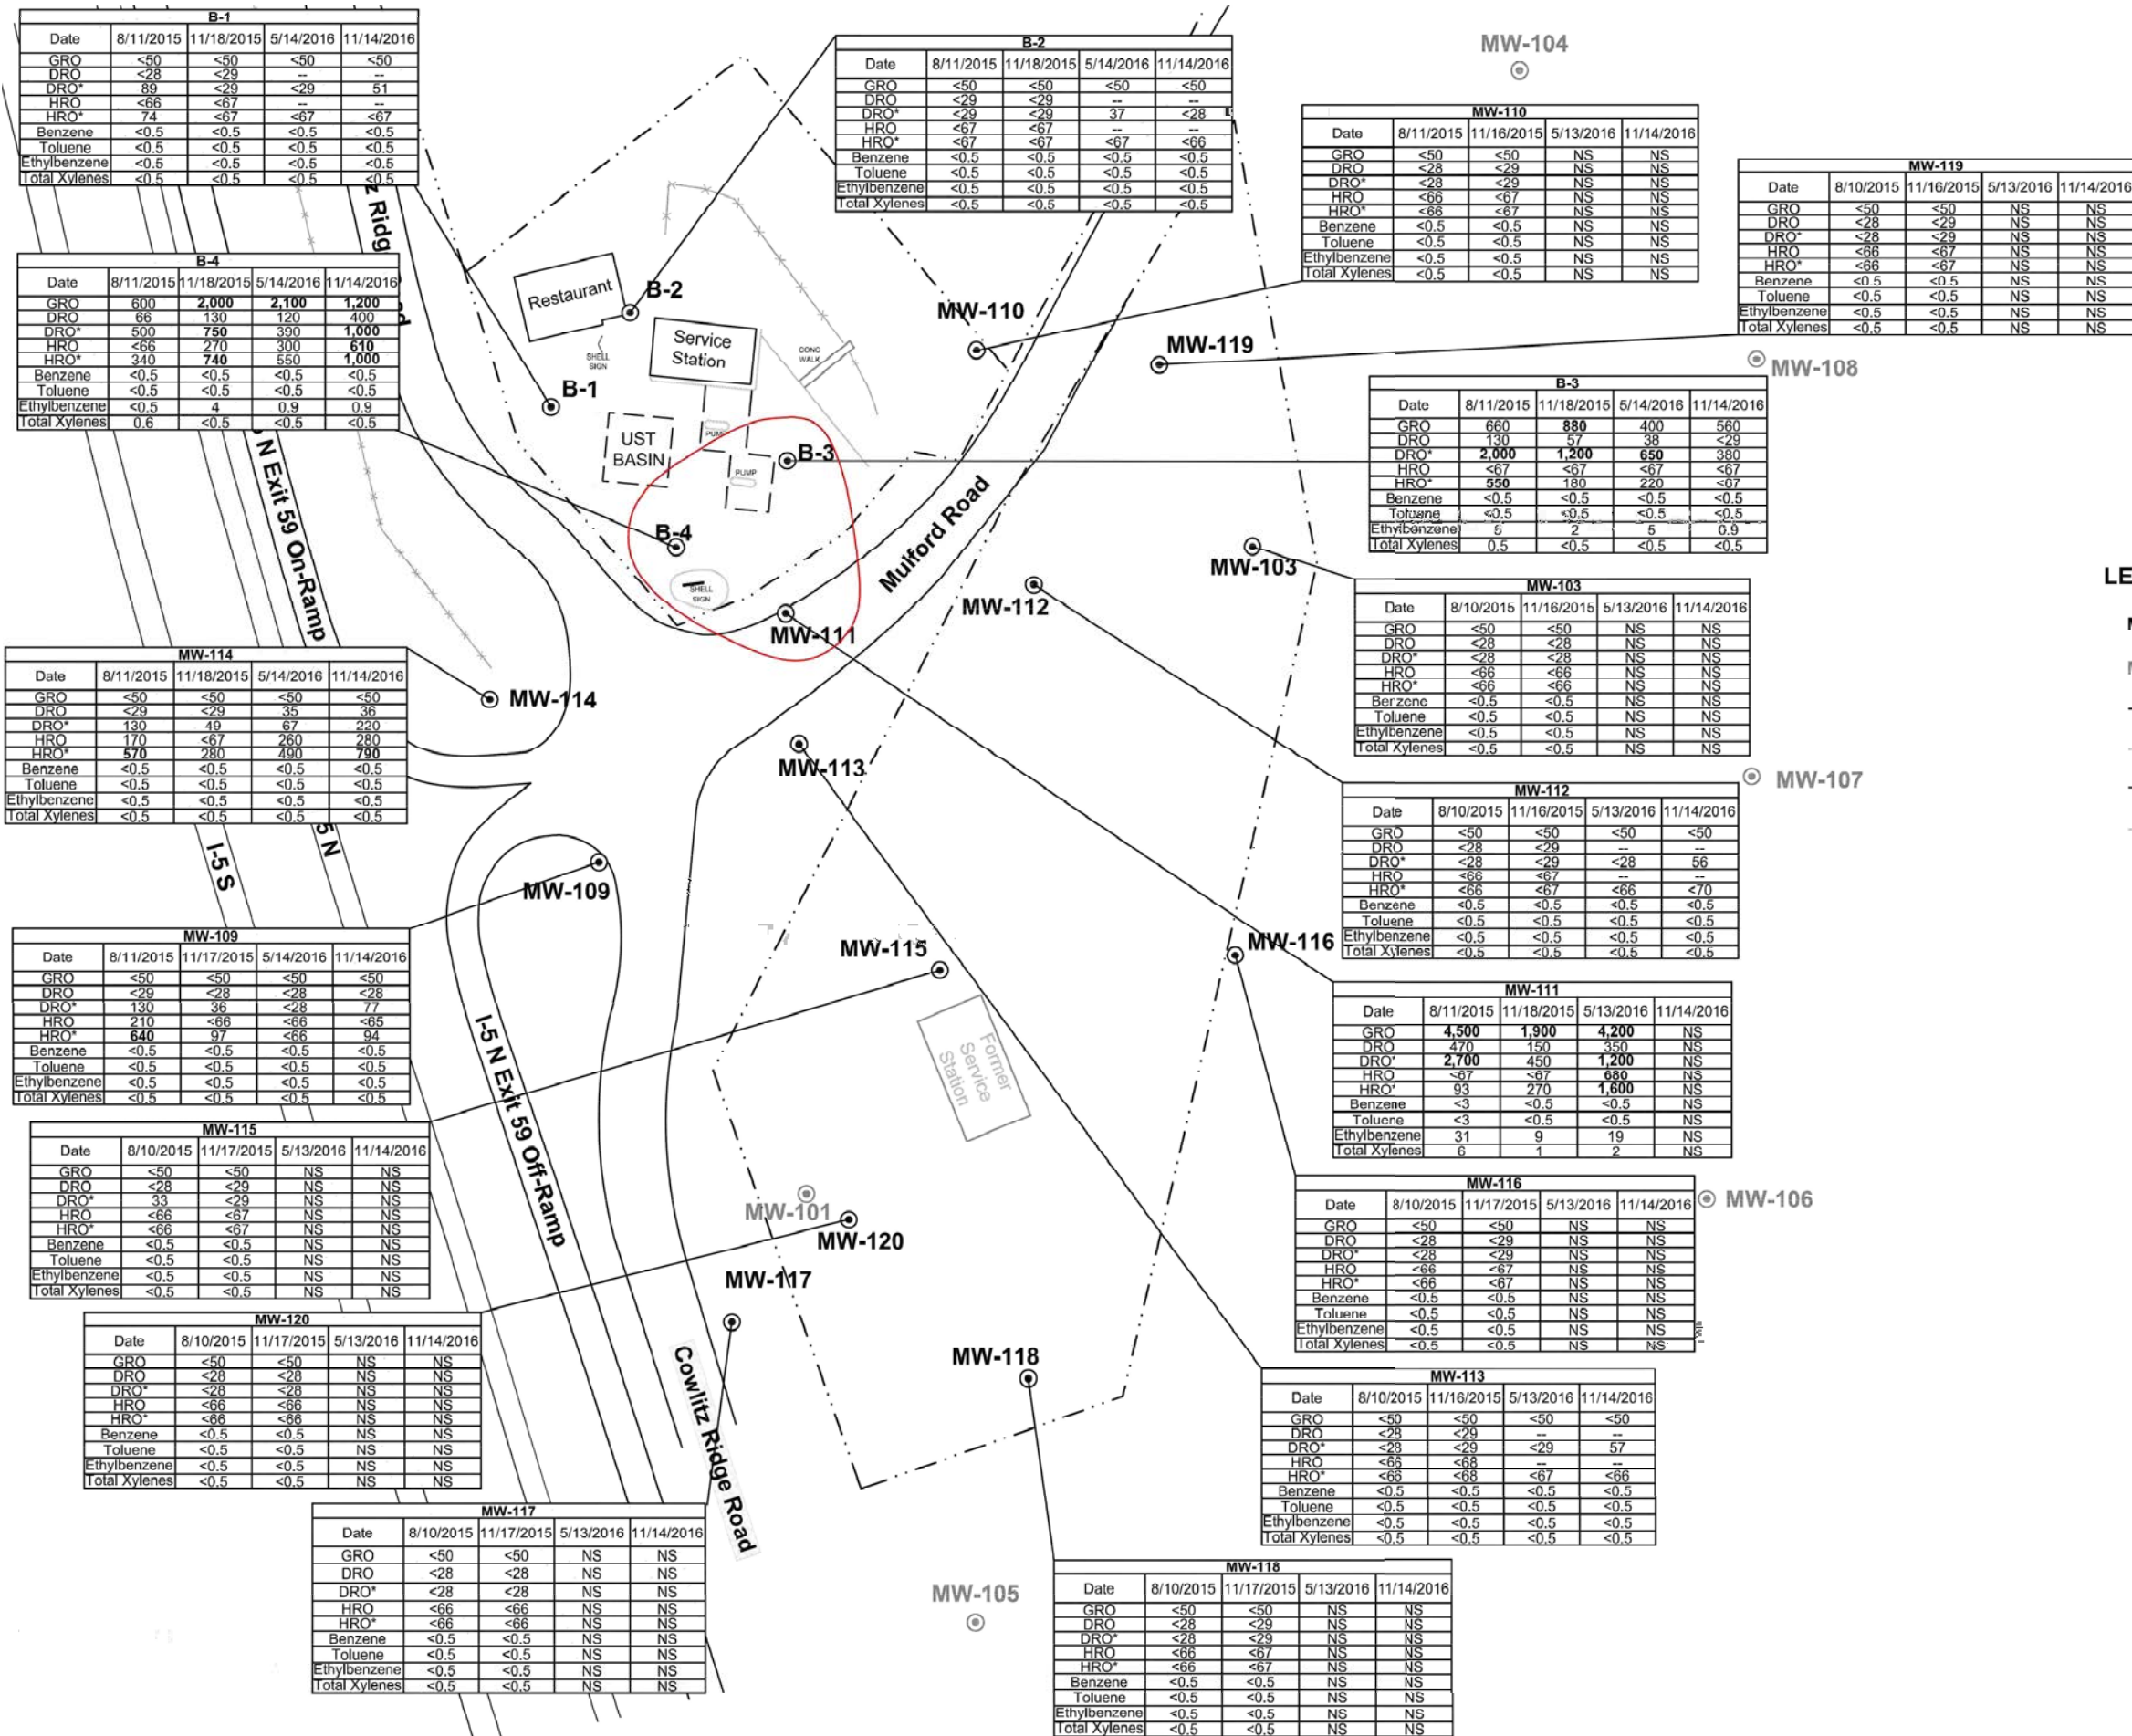 B-1
Date 8/11/2015 11/18/2015 5/14/2016 11/14/2016
GRO <50 <50 <50 <50
DRO <28 <29 -- --
DRO* 89 <29 <29 51
HRO <66 <67 -- --
HRO* 74 <67 <67 <67
Benzene <0.5 <0.5 <0.5 <0.5
Toluene <0.5 <0.5 <0.5 <0.5
Ethylbenzene <0.5 <0.5 <0.5 <0.5
Total Xylenes <0.5 <0.5 <0.5 <0.5
B-2
Date 8/11/2015 11/18/2015 5/14/2016 11/14/2016
GRO <50 <50 <50 <50
DRO <29 <29 -- --
DRO* <29 <29 37 <28
HRO <67 <67 -- --
HRO* <67 <67 <67 <66
Benzene <0.5 <0.5 <0.5 <0.5
Toluene <0.5 <0.5 <0.5 <0.5
Ethylbenzene <0.5 <0.5 <0.5 <0.5
Total Xylenes <0.5 <0.5 <0.5 <0.5
MW-104
MW-110
Date 8/11/2015 11/16/2015 5/13/2016 11/14/2016
GRO <50 <50 NS NS
DRO <28 <29 NS NS
DRO* <28 <29 NS NS
HRO <66 <67 NS NS
HRO* <66 <67 NS NS
Benzene <0.5 <0.5 NS NS
Toluene <0.5 <0.5 NS NS
Ethylbenzene <0.5 <0.5 NS NS
Total Xylenes <0.5 <0.5 NS NS
MW-119
Date 8/10/2015 11/16/2015 5/13/2016 11/14/2016
GRO <50 <50 NS NS
DRO <28 <29 NS NS
DRO* <28 <29 NS NS
HRO <66 <67 NS NS
HRO* <66 <67 NS NS
Benzene <0.5 <0.5 NS NS
Toluene <0.5 <0.5 NS NS
Ethylbenzene <0.5 <0.5 NS NS
Total Xylenes <0.5 <0.5 NS NS
B-4
Date 8/11/2015 11/18/2015 5/14/2016 11/14/2016
GRO 600 2,000 2,100 1,200
DRO 66 130 120 400
DRO* 500 750 390 1,000
HRO <66 270 300 610
HRO* 340 740 550 1,000
Benzene <0.5 <0.5 <0.5 <0.5
Toluene <0.5 <0.5 <0.5 <0.5
Ethylbenzene <0.5 4 0.9 0.9
Total Xylenes 0.6 <0.5 <0.5 <0.5
Restaurant
B-2
SHELL
SIGN
Service
Station
CONC
WALK
MW-110
MW-119
MW-108
B-1
UST
BASIN
PUMP
PUMP
B-3
B-4
SHELL
SIGN
MW-111
Mulford Road
N Exit 59 On-Ramp
B-3
Date 8/11/2015 11/18/2015 5/14/2016 11/14/2016
GRO 660 880 400 560
DRO 130 57 38 <29
DRO* 2,000 1,200 650 380
HRO <67 <67 <67 <67
HRO* 550 180 220 <67
Benzene <0.5 <0.5 <0.5 <0.5
Toluene <0.5 <0.5 <0.5 <0.5
Ethylbenzene 5 2 5 0.9
Total Xylenes 0.5 <0.5 <0.5 <0.5
MW-103
MW-112
MW-103
Date 8/10/2015 11/16/2015 5/13/2016 11/14/2016
GRO <50 <50 NS NS
DRO <28 <28 NS NS
DRO* <28 <28 NS NS
HRO <66 <66 NS NS
HRO* <66 <66 NS NS
Benzene <0.5 <0.5 NS NS
Toluene <0.5 <0.5 NS NS
Ethylbenzene <0.5 <0.5 NS NS
Total Xylenes <0.5 <0.5 NS NS
MW-114
Date 8/11/2015 11/18/2015 5/14/2016 11/14/2016
GRO <50 <50 <50 <50
DRO <29 <29 35 36
DRO* 130 49 67 220
HRO 170 <67 260 280
HRO* 570 280 490 790
Benzene <0.5 <0.5 <0.5 <0.5
Toluene <0.5 <0.5 <0.5 <0.5
Ethylbenzene <0.5 <0.5 <0.5 <0.5
Total Xylenes <0.5 <0.5 <0.5 <0.5
MW-114
MW-113
MW-107
I-5 S
5 N
MW-109
MW-112
Date 8/10/2015 11/16/2015 5/13/2016 11/14/2016
GRO <50 <50 <50 <50
DRO <28 <29 -- --
DRO* <28 <29 <28 56
HRO <66 <67 -- --
HRO* <66 <67 <66 <70
Benzene <0.5 <0.5 <0.5 <0.5
Toluene <0.5 <0.5 <0.5 <0.5
Ethylbenzene <0.5 <0.5 <0.5 <0.5
Total Xylenes <0.5 <0.5 <0.5 <0.5
MW-109
Date 8/11/2015 11/17/2015 5/14/2016 11/14/2016
GRO <50 <50 <50 <50
DRO <29 <28 <28 <28
DRO* 130 36 <28 77
HRO 210 <66 <66 <65
HRO* 640 97 <66 94
Benzene <0.5 <0.5 <0.5 <0.5
Toluene <0.5 <0.5 <0.5 <0.5
Ethylbenzene <0.5 <0.5 <0.5 <0.5
Total Xylenes <0.5 <0.5 <0.5 <0.5
MW-115
MW-116
Former
Service
Station
I-5 N Exit 59 Off-Ramp
MW-111
Date 8/11/2015 11/18/2015 5/13/2016 11/14/2016
GRO 4,500 1,900 4,200 NS
DRO 470 150 350 NS
DRO* 2,700 450 1,200 NS
HRO <67 <67 680 NS
HRO* 93 270 1,600 NS
Benzene <3 <0.5 <0.5 NS
Toluene <3 <0.5 <0.5 NS
Ethylbenzene 31 9 19 NS
Total Xylenes 6 1 2 NS
MW-115
Date 8/10/2015 11/17/2015 5/13/2016 11/14/2016
GRO <50 <50 NS NS
DRO <28 <29 NS NS
DRO* 33 <29 NS NS
HRO <66 <67 NS NS
HRO* <66 <67 NS NS
Benzene <0.5 <0.5 NS NS
Toluene <0.5 <0.5 NS NS
Ethylbenzene <0.5 <0.5 NS NS
Total Xylenes <0.5 <0.5 NS NS
MW-101
MW-120
MW-117
MW-116
Date 8/10/2015 11/17/2015 5/13/2016 11/14/2016
GRO <50 <50 NS NS
DRO <28 <29 NS NS
DRO* <28 <29 NS NS
HRO <66 <67 NS NS
HRO* <66 <67 NS NS
Benzene <0.5 <0.5 NS NS
Toluene <0.5 <0.5 NS NS
Ethylbenzene <0.5 <0.5 NS NS
Total Xylenes <0.5 <0.5 NS NS
MW-106
MW-120
Date 8/10/2015 11/17/2015 5/13/2016 11/14/2016
GRO <50 <50 NS NS
DRO <28 <28 NS NS
DRO* <28 <28 NS NS
HRO <66 <66 NS NS
HRO* <66 <66 NS NS
Benzene <0.5 <0.5 NS NS
Toluene <0.5 <0.5 NS NS
Ethylbenzene <0.5 <0.5 NS NS
Total Xylenes <0.5 <0.5 NS NS
Cowlitz Ridge Road
MW-118
MW-113
Date 8/10/2015 11/16/2015 5/13/2016 11/14/2016
GRO <50 <50 <50 <50
DRO <28 <29 -- --
DRO* <28 <29 <29 57
HRO <66 <68 -- --
HRO* <66 <68 <67 <66
Benzene <0.5 <0.5 <0.5 <0.5
Toluene <0.5 <0.5 <0.5 <0.5
Ethylbenzene <0.5 <0.5 <0.5 <0.5
Total Xylenes <0.5 <0.5 <0.5 <0.5
MW-117
Date 8/10/2015 11/17/2015 5/13/2016 11/14/2016
GRO <50 <50 NS NS
DRO <28 <28 NS NS
DRO* <28 <28 NS NS
HRO <66 <66 NS NS
HRO* <66 <66 NS NS
Benzene <0.5 <0.5 NS NS
Toluene <0.5 <0.5 NS NS
Ethylbenzene <0.5 <0.5 NS NS
Total Xylenes <0.5 <0.5 NS NS
MW-105
MW-118
Date 8/10/2015 11/17/2015 5/13/2016 11/14/2016
GRO <50 <50 NS NS
DRO <28 <29 NS NS
DRO* <28 <29 NS NS
HRO <66 <67 NS NS
HRO* <66 <67 NS NS
Benzene <0.5 <0.5 NS NS
Toluene <0.5 <0.5 NS NS
Ethylbenzene <0.5 <0.5 NS NS
Total Xylenes <0.5 <0.5 NS NS